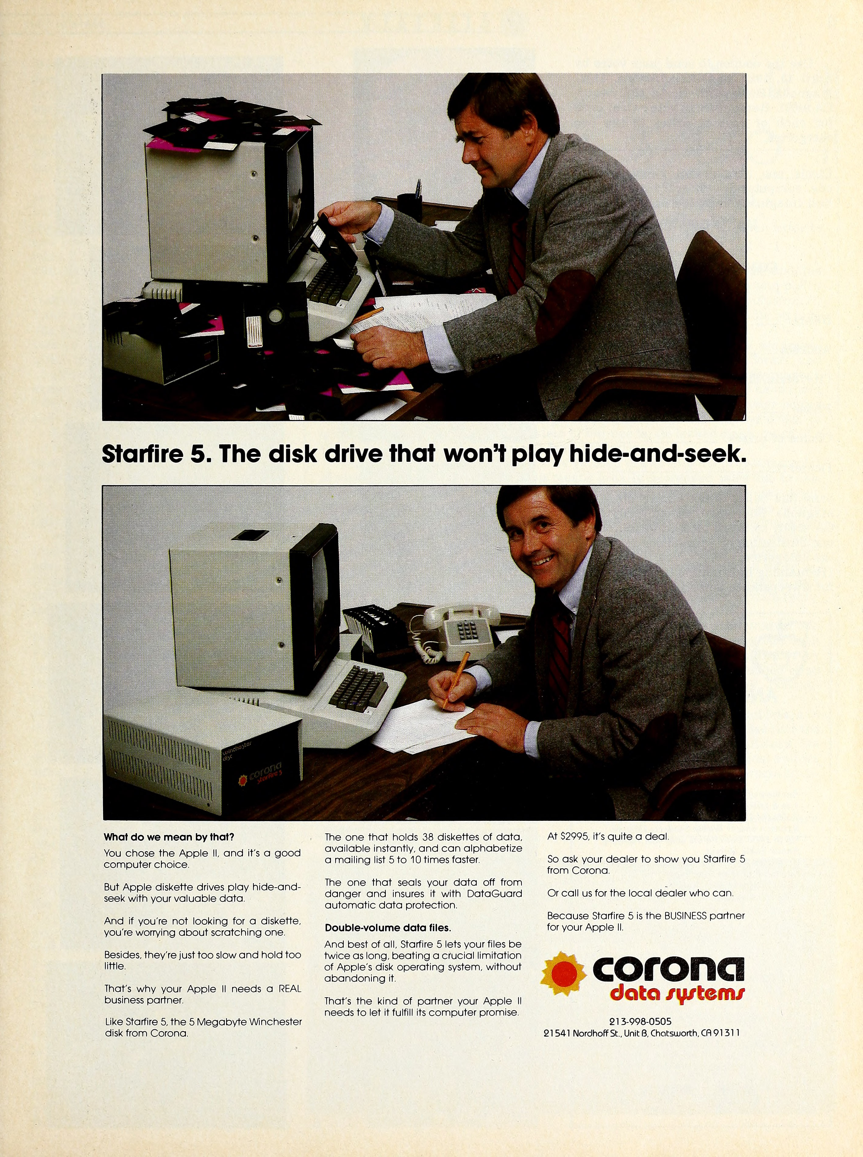 Starfire 5. The disk drive that won't play hide-and-seek.
winchester
disc
corona
starfire 5
What do we mean by that?
You chose the Apple II, and it's a good
computer choice.
But Apple diskette drives play hide-and-
seek with your valuable data.
And if you're not looking for a diskette,
you're worrying about scratching one.
Besides, they're just too slow and hold too
little.
That's why your Apple II needs a REAL
business partner.
Like Starfire 5, the 5 Megabyte Winchester
disk from Corona.
The one that holds 38 diskettes of data,
available instantly, and can alphabetize
a mailing list 5 to 10 times faster.
The one that seals your data off from
danger and insures it with DataGuard
automatic data protection.
Double-volume data files.
And best of all, Starfire 5 lets your files be
twice as long, beating a crucial limitation
of Apple's disk operating system, without
abandoning it.
That's the kind of partner your Apple II
needs to let it fulfill its computer promise.
At $2995, it's quite a deal.
So ask your dealer to show you Starfire 5
from Corona.
Or call us for the local dealer who can.
Because Starfire 5 is the BUSINESS partner
for your Apple II.
corona
data systems
213-998-0505
21541 Nordhoff St., Unit B, Chatsworth, CA 91311